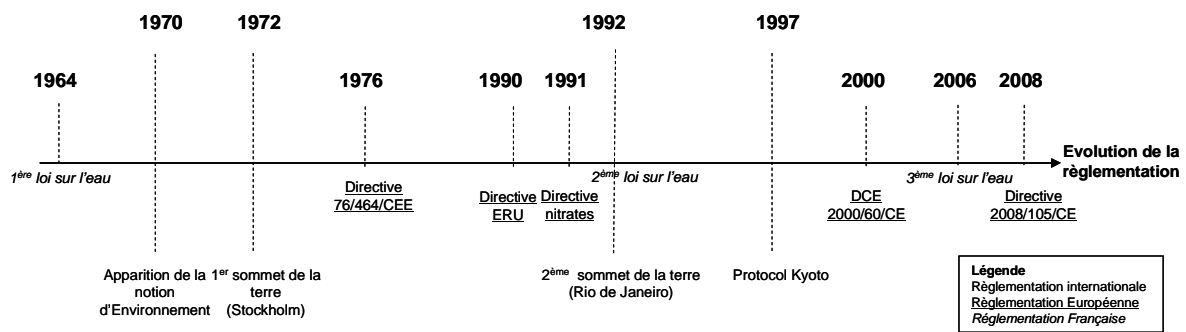 1970
1972
1992
1997
1964
1976
1990
1991
2000
2006
2008
Evolution de la
règlementation
1ère loi sur l'eau
2ème loi sur l'eau
3ème loi sur l'eau
Directive
76/464/CEE
Directive
ERU
Directive
nitrates
DCE
2000/60/CE
Directive
2008/105/CE
Apparition de la
notion
d'Environnement
1er sommet de la
terre
(Stockholm)
2ème sommet de la terre
(Rio de Janeiro)
Protocol Kyoto
Légende
Règlementation internationale
Règlementation Européenne
Réglementation Française